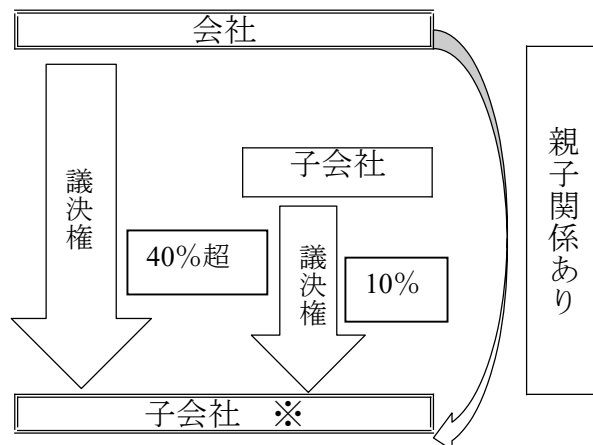 会社
議決権
40%超
子会社
議決権
10%
親子関係あり
子会社 ※